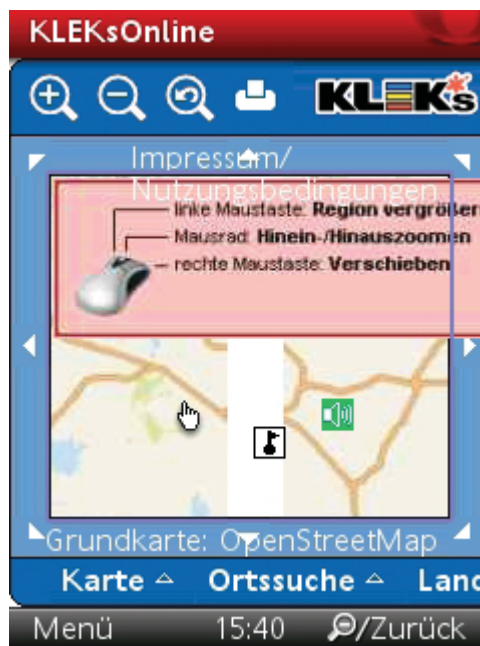 KLEKsOnline
KLEKs
Impressum/
Nutzungsbedingungen
linke Maustaste: Region vergrößern
Mausrad: Hinein-/Hinauszoomen
rechte Maustaste: Verschieben
Grundkarte: OpenStreetMap
Karte Ortssuche Land
Menü 15:40 /Zurück